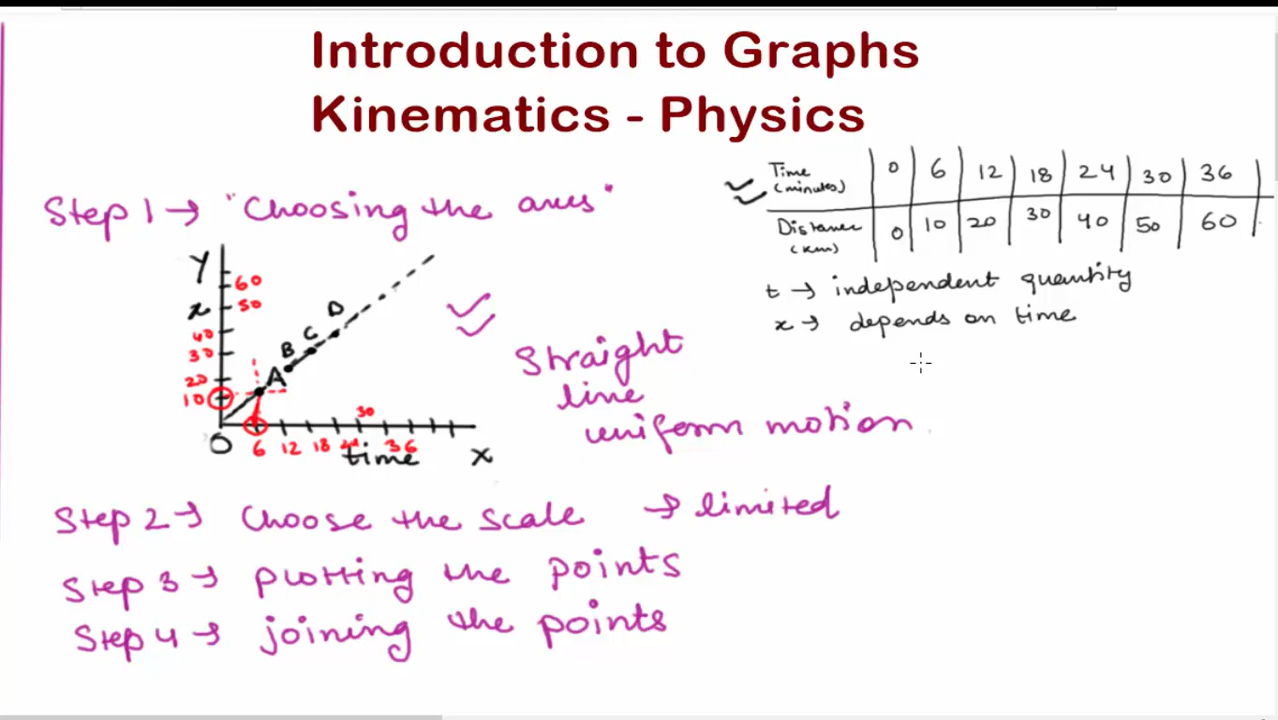 Introduction to Graphs
Kinematics - Physics
Time 0 6 12 18 24 30 36
(minutes)
Distance 0 10 20 30 40 50 60
(km)
t → independent quantity
x → depends on time
Step 1 → "Choosing the axes"
Y
60
x 50
40
30
20
10
A B C D
O
6 12 18 24 30 36
time x
Straight
line
uniform motion
Step 2 → Choose the scale → limited
Step 3 → plotting the points
Step 4 → joining the points